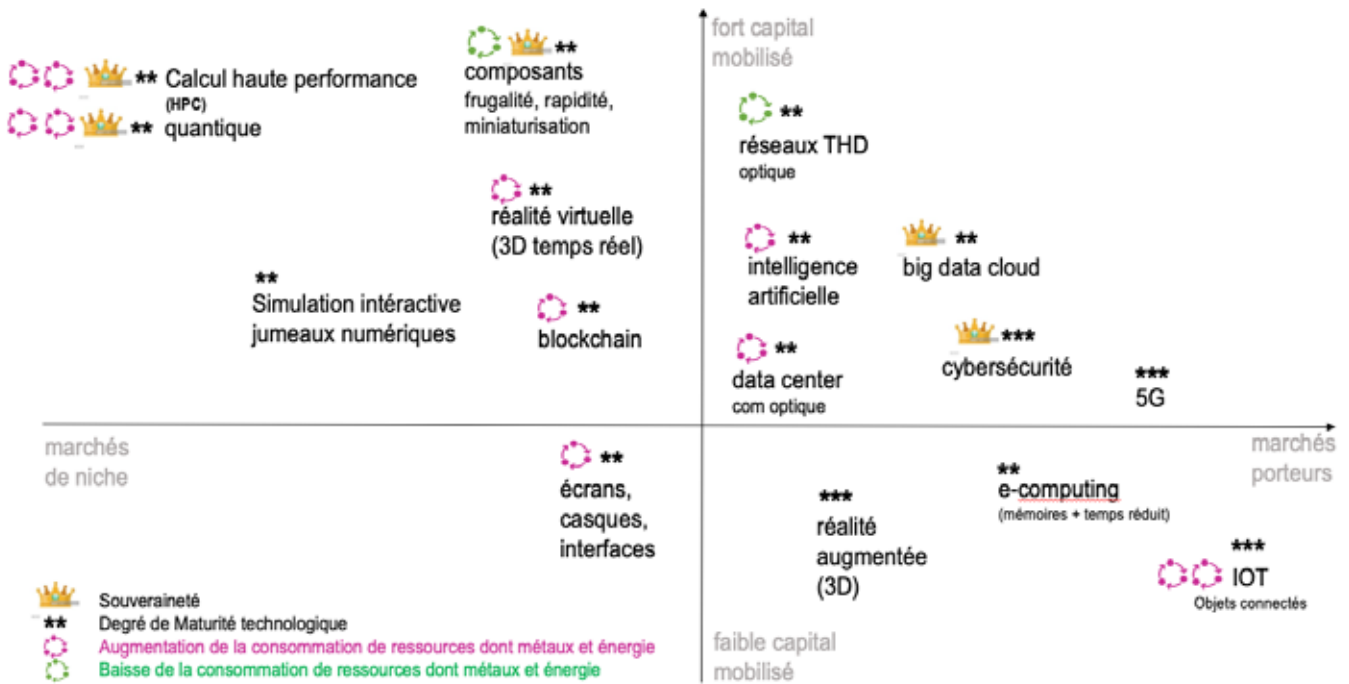 fort capital
mobilisé
** Calcul haute performance
(HPC)
** quantique
**
composants
frugalité, rapidité,
miniaturisation
**
réseaux THD
optique
**
réalité virtuelle
(3D temps réel)
**
intelligence
artificielle
**
big data cloud
**
Simulation intéractive
jumeaux numériques
**
blockchain
**
data center
com optique
***
cybersécurité
***
5G
marchés
de niche
marchés
porteurs
**
écrans,
casques,
interfaces
***
réalité
augmentée
(3D)
**
e-computing
(mémoires + temps réduit)
***
IOT
Objets connectés
Souveraineté
** Degré de Maturité technologique
Augmentation de la consommation de ressources dont métaux et énergie
Baisse de la consommation de ressources dont métaux et énergie
faible capital
mobilisé